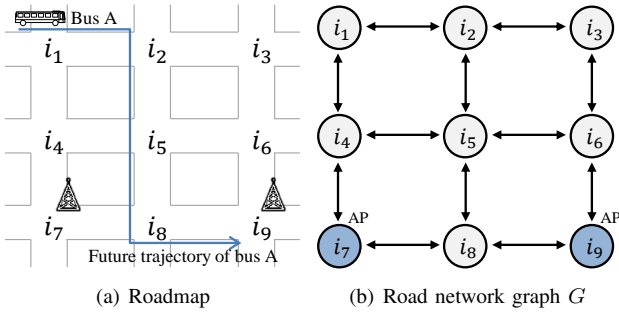 Bus A
i₁ i₂ i₃
i₄ i₅ i₆
i₇ i₈ i₉
Future trajectory of bus A
(a) Roadmap
i₁ i₂ i₃
i₄ i₅ i₆
AP AP
i₇ i₈ i₉
(b) Road network graph G